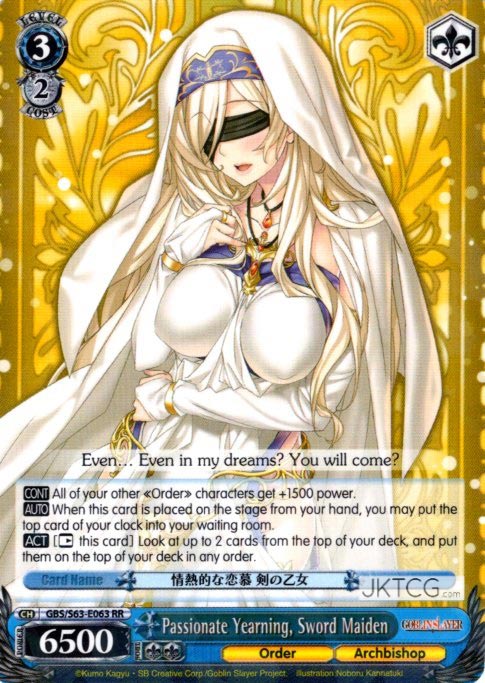 LEVEL
3
2
COST
Even… Even in my dreams? You will come?
CONT All of your other «Order» characters get +1500 power.
AUTO When this card is placed on the stage from your hand, you may put the
top card of your clock into your waiting room.
ACT [ this card] Look at up to 2 cards from the top of your deck, and put
them on the top of your deck in any order.
Card Name 情熱的な恋慕 剣の乙女
JKTCG.com
CH GBS/S63-E063 RR
POWER 6500 SOUL Passionate Yearning, Sword Maiden GOBLIN SLAYER
Order Archbishop
©Kumo Kagyu・SB Creative Corp./Goblin Slayer Project. Illustration Noboru Kannatuki